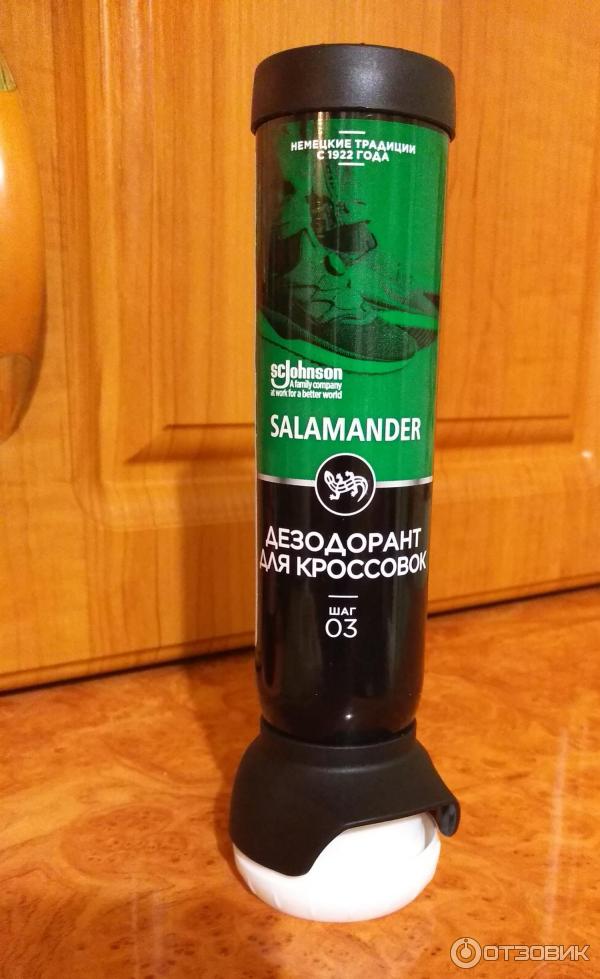 НЕМЕЦКИЕ ТРАДИЦИИ
С 1922 ГОДА
scJohnson
A family company
at work for a better world
SALAMANDER
ДЕЗОДОРАНТ
ДЛЯ КРОССОВОК
ШАГ
03
ОТЗОВИК